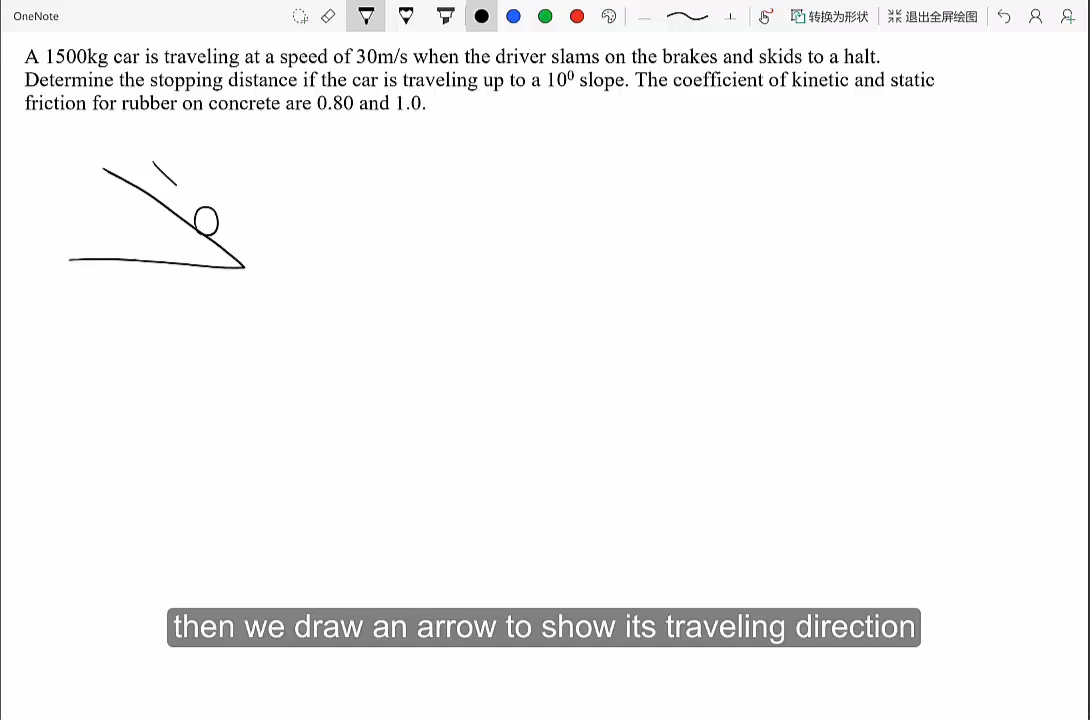 OneNote
转换为形状
退出全屏绘图
A 1500kg car is traveling at a speed of 30m/s when the driver slams on the brakes and skids to a halt.
Determine the stopping distance if the car is traveling up to a 10⁰ slope. The coefficient of kinetic and static
friction for rubber on concrete are 0.80 and 1.0.
then we draw an arrow to show its traveling direction